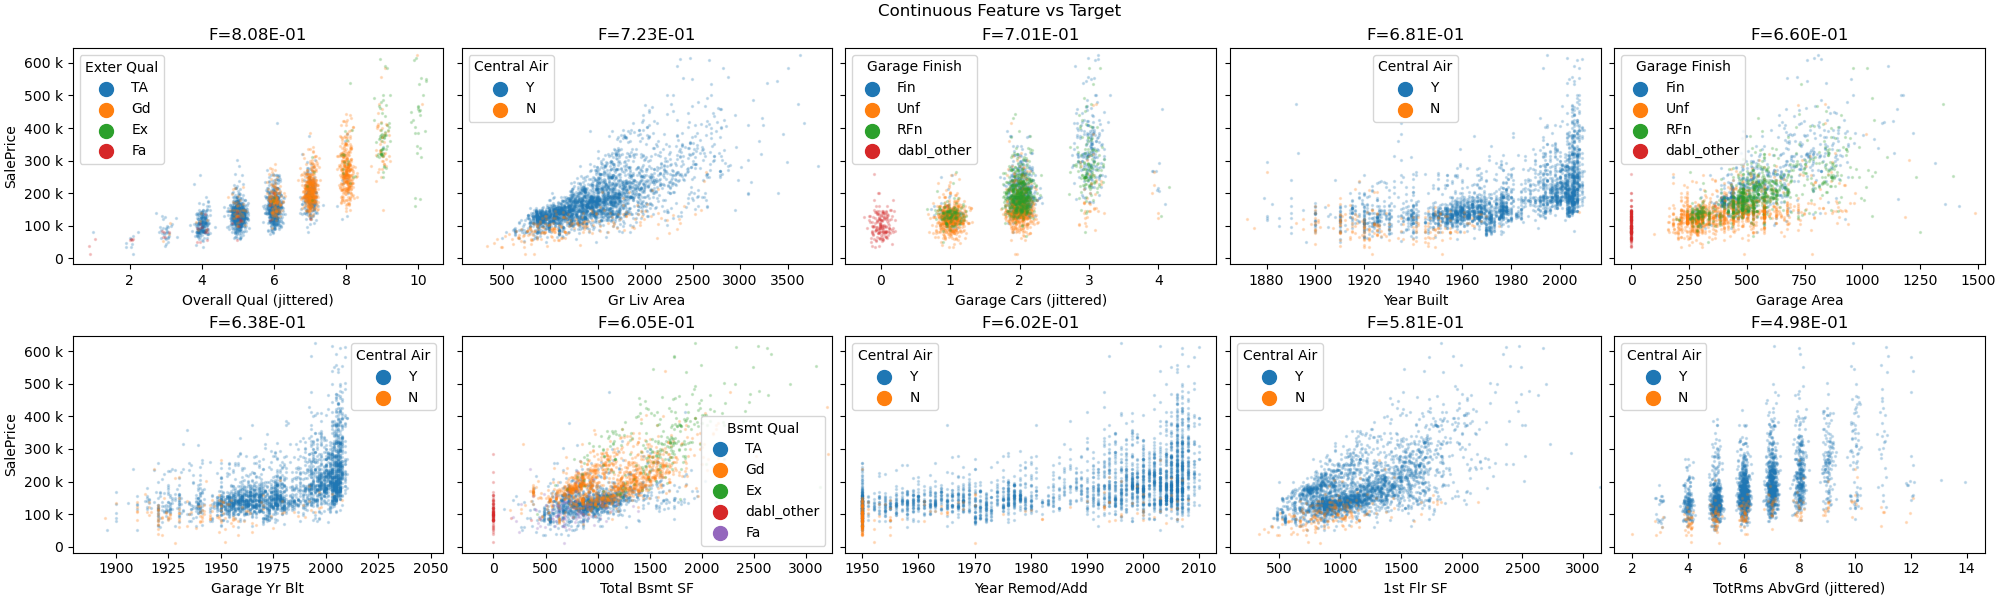 Continuous Feature vs Target
F=8.08E-01
Exter Qual
TA
Gd
Ex
Fa
SalePrice
600 k
500 k
400 k
300 k
200 k
100 k
0
2
4
6
8
10
Overall Qual (jittered)
F=7.23E-01
Central Air
Y
N
500
1000
1500
2000
2500
3000
3500
Gr Liv Area
F=7.01E-01
Garage Finish
Fin
Unf
RFn
dabl_other
0
1
2
3
4
Garage Cars (jittered)
F=6.81E-01
Central Air
Y
N
1880
1900
1920
1940
1960
1980
2000
Year Built
F=6.60E-01
Garage Finish
Fin
Unf
RFn
dabl_other
0
250
500
750
1000
1250
1500
Garage Area
F=6.38E-01
Central Air
Y
N
SalePrice
600 k
500 k
400 k
300 k
200 k
100 k
0
1900
1925
1950
1975
2000
2025
2050
Garage Yr Blt
F=6.05E-01
Bsmt Qual
TA
Gd
Ex
dabl_other
Fa
0
500
1000
1500
2000
2500
3000
Total Bsmt SF
F=6.02E-01
Central Air
Y
N
1950
1960
1970
1980
1990
2000
2010
Year Remod/Add
F=5.81E-01
Central Air
Y
N
500
1000
1500
2000
2500
3000
1st Flr SF
F=4.98E-01
Central Air
Y
N
2
4
6
8
10
12
14
TotRms AbvGrd (jittered)